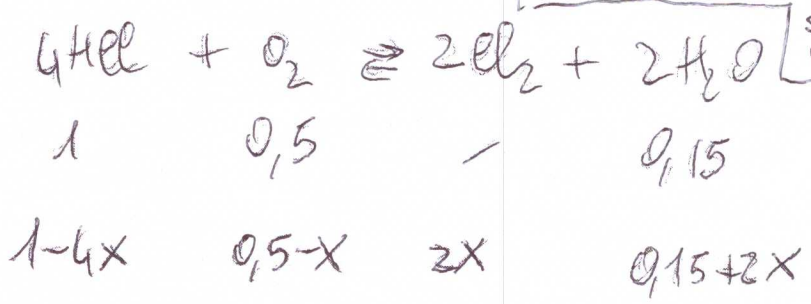 4HCl + O₂ ⇌ 2Cl₂ + 2H₂O
1 0,5 / 0,15
1-4x 0,5-x 2x 0,15+2x